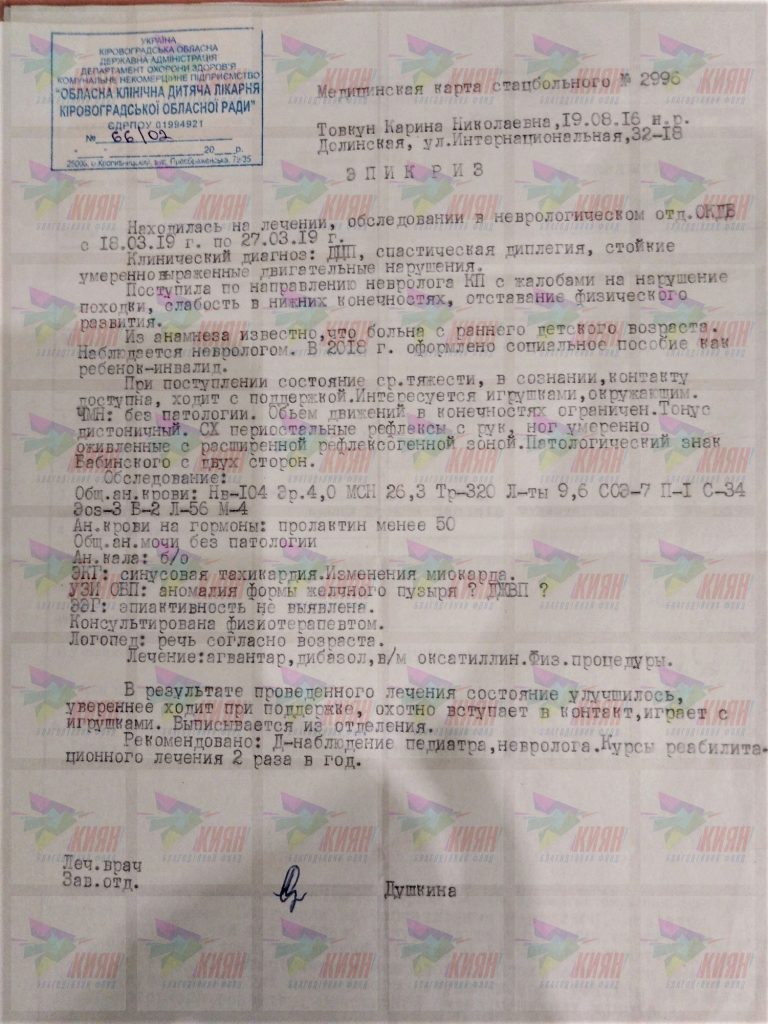 УКРАЇНА
КІРОВОГРАДСЬКА ОБЛАСНА
ДЕРЖАВНА АДМІНІСТРАЦІЯ
ДЕПАРТАМЕНТ ОХОРОНИ ЗДОРОВ'Я
КОМУНАЛЬНЕ НЕКОМЕРЦІЙНЕ ПІДПРИЄМСТВО
"ОБЛАСНА КЛІНІЧНА ДИТЯЧА ЛІКАРНЯ
КІРОВОГРАДСЬКОЇ ОБЛАСНОЇ РАДИ"
ЄДРПОУ 01994921
№ 66/02
20 р.
Медицинская карта стацбольного № 2996
Товкун Карина Николаевна,19.08.16 н.р.
Долинская, ул.Интернациональная,32-18
ЭПИКРИЗ
Находилась на лечении, обследовании в неврологическом отд.ОКДБ
с 18.03.19 г. по 27.03.19 г.
Клинический диагноз: ДЦП, спастическая диплегия, стойкие
умеренновыраженные двигательные нарушения.
Поступила по направлению невролога КП с жалобами на нарушение
походки, слабость в нижних конечностях, отставание физического
развития.
Из анамнеза известно,что больна с раннего детского возраста.
Наблюдается неврологом. В 2018 г. оформлено социальное пособие как
ребенок-инвалид.
При поступлении состояние ср.тяжести, в сознании,контакту
доступна, ходит с поддержкой.Интересуется игрушками,окружающим.
ЧМН: без патологии. Обьем движений в конечностях ограничен.Тонус
дистоничный. СХ периостальные рефлексы с рук, ног умеренно
оживленные с расширенной рефлексогенной зоной.Патологический знак
Бабинского с двух сторон.
Обследование:
Общ.ан.крови: Нв-104 Эр.4,0 МСН 26,3 Тр-320 Л-ты 9,6 СОЭ-7 П-1 С-34
Эоз-3 Б-2 Л-56 М-4
Ан.крови на гормоны: пролактин менее 50
Общ.ан.мочи без патологии
Ан.кала: б/о
ЭКГ: синусовая тахикардия.Изменения миокарда.
УЗИ ОБП: аномалия формы желчного пузыря ? ДЖВП ?
ЭЭГ: эпиактивность не выявлена.
Консультирована физиотерапевтом.
Логопед: речь согласно возраста.
Лечение:агвантар,дибазол,в/м оксатиллин.Физ.процедуры.
В результате проведенного лечения состояние улучшилось,
увереннее ходит при поддержке, охотно вступает в контакт,играет с
игрушками. Выписывается из отделения.
Рекомендовано: Д-наблюдение педиатра,невролога.Курсы реабилита-
ционного лечения 2 раза в год.
Леч.врач
Зав.отд.
Душкина
КИЯН
БЛАГОДІЙНИЙ ФОНД